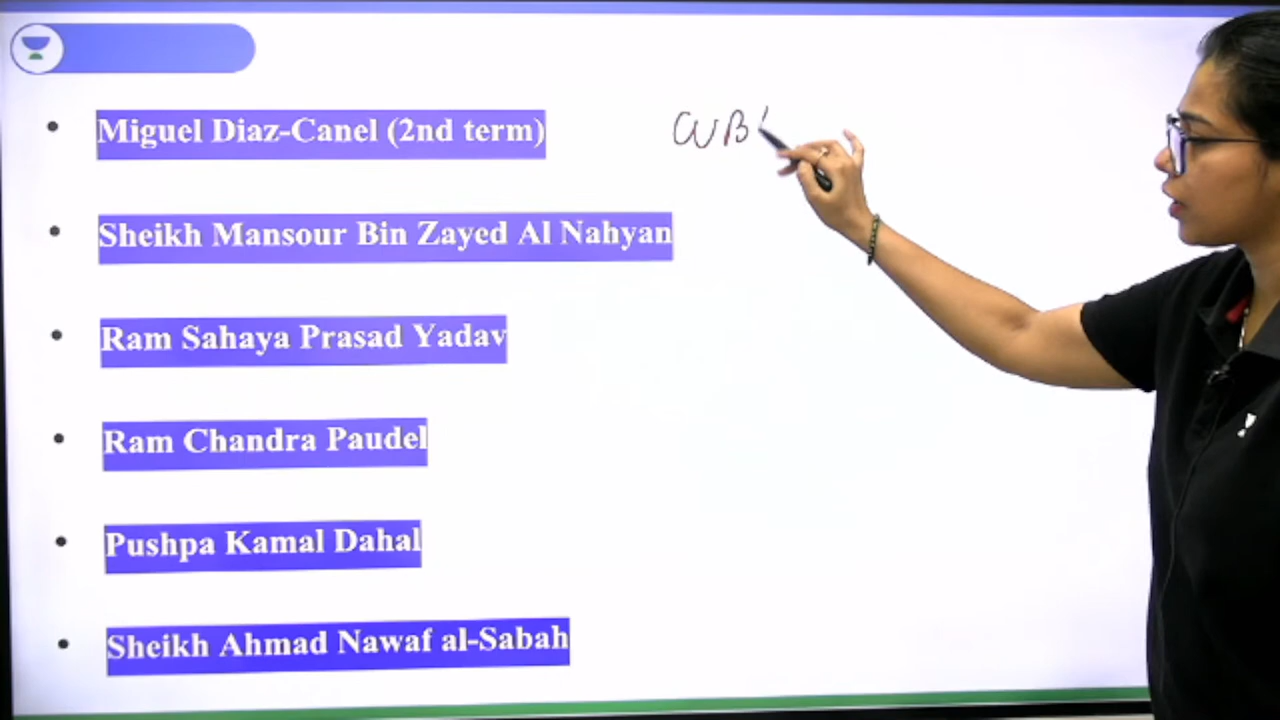 Miguel Diaz-Canel (2nd term)
CUB
Sheikh Mansour Bin Zayed Al Nahyan
Ram Sahaya Prasad Yadav
Ram Chandra Paudel
Pushpa Kamal Dahal
Sheikh Ahmad Nawaf al-Sabah